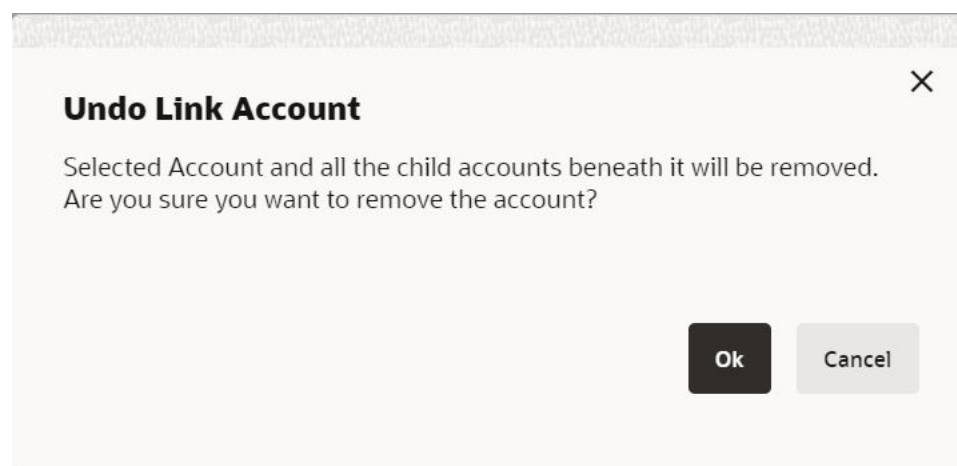 Undo Link Account
Selected Account and all the child accounts beneath it will be removed.
Are you sure you want to remove the account?
Ok
Cancel